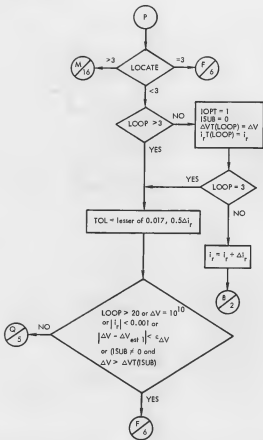 P
>3
LOCATE
=3
M
16
F
6
<3
LOOP >3
NO
IOPT = 1
ISUB = 0
ΔVT(LOOP) = ΔV
i_r T(LOOP) = i_r
YES
YES
LOOP = 3
TOL = lesser of 0.017, 0.5Δi_r
NO
i_r = i_r + Δi_r
B
2
LOOP > 20 or ΔV = 10^10
or |i_r| < 0.001 or
|ΔV - ΔV_est 1| < ε_ΔV
or (ISUB ≠ 0 and
ΔV > ΔVT(ISUB)
NO
Q
5
YES
F
6